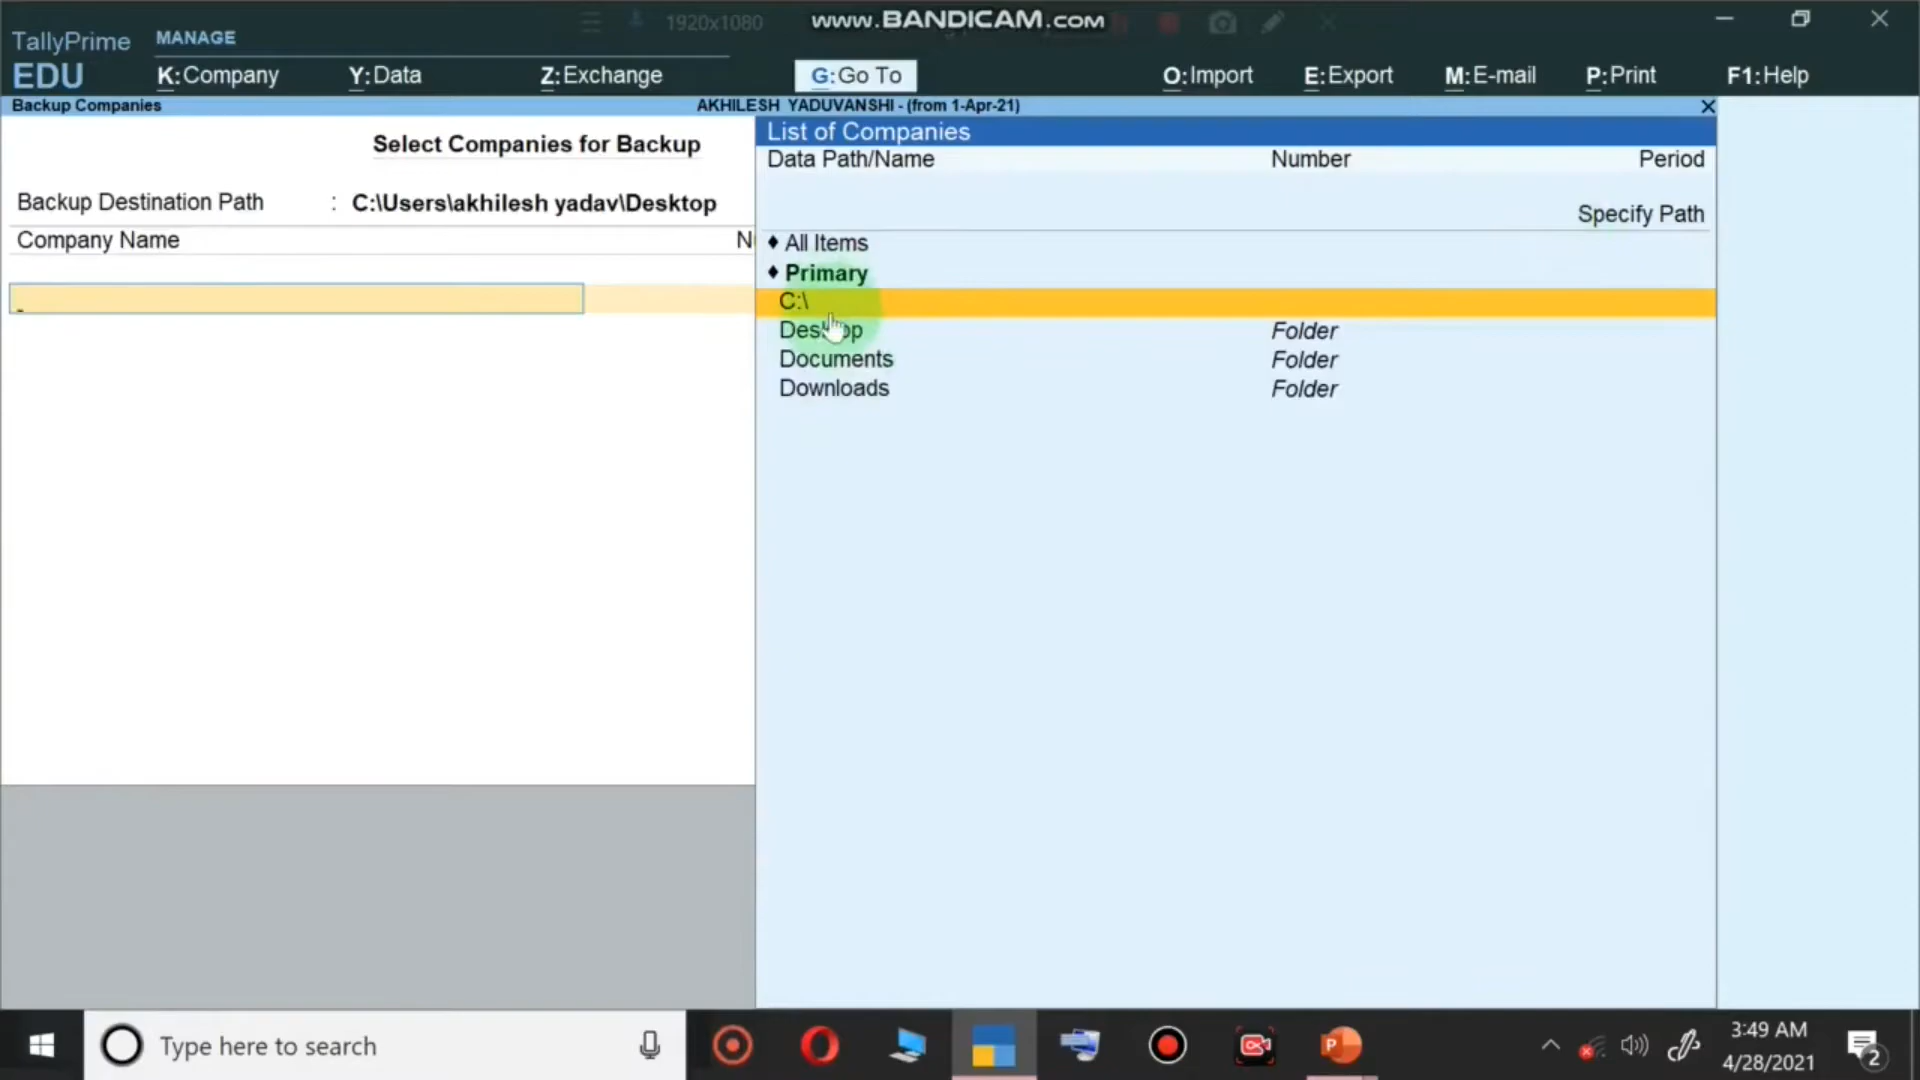 1920x1080
www.BANDICAM.com
TallyPrime
MANAGE
EDU
K:Company
Y:Data
Z:Exchange
G:Go To
O:Import
E:Export
M:E-mail
P:Print
F1:Help
Backup Companies
AKHILESH YADUVANSHI - (from 1-Apr-21)
Select Companies for Backup
List of Companies
Data Path/Name Number Period
Backup Destination Path : C:\Users\akhilesh yadav\Desktop
Specify Path
Company Name
♦ All Items
♦ Primary
C:\
Desktop Folder
Documents Folder
Downloads Folder
Type here to search
3:49 AM
4/28/2021
2